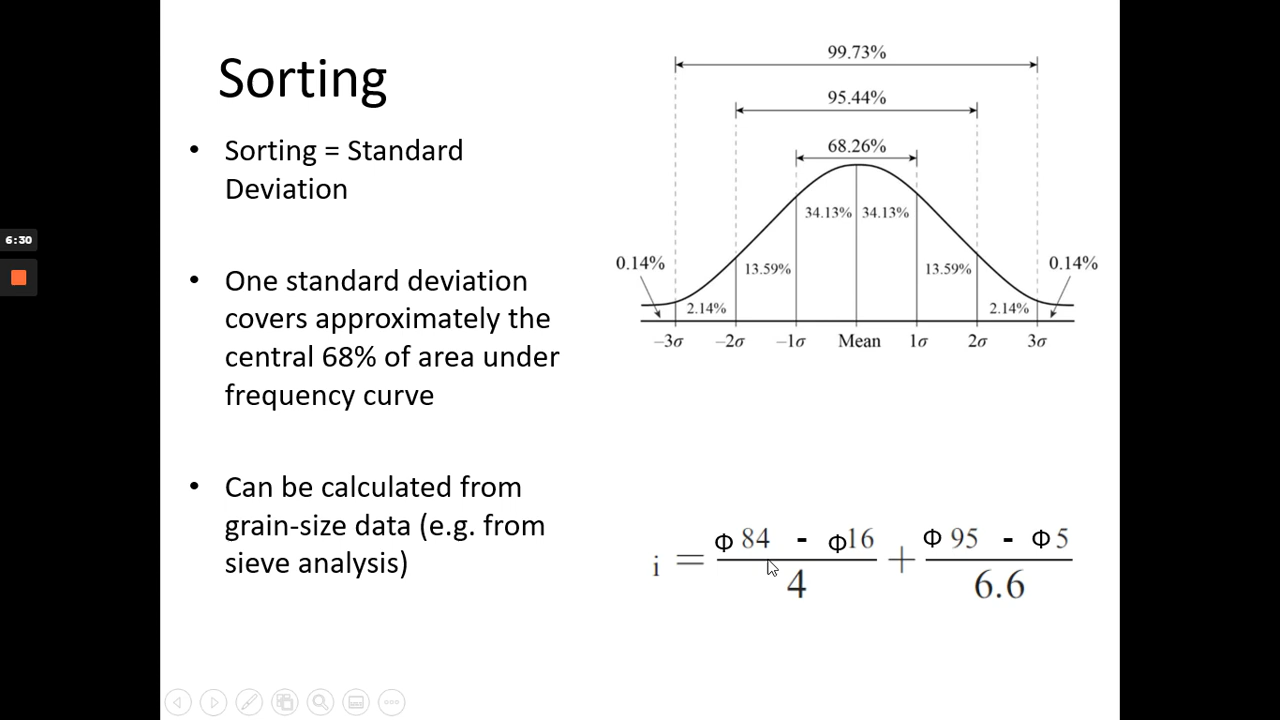 Sorting
• Sorting = Standard
Deviation
• One standard deviation
covers approximately the
central 68% of area under
frequency curve
• Can be calculated from
grain-size data (e.g. from
sieve analysis)
6:30
99.73%
95.44%
68.26%
34.13% 34.13%
0.14% 13.59% 13.59% 0.14%
2.14% 2.14%
−3σ −2σ −1σ Mean 1σ 2σ 3σ
Φ 84 - Φ16 Φ 95 - Φ 5
i = +
4 6.6